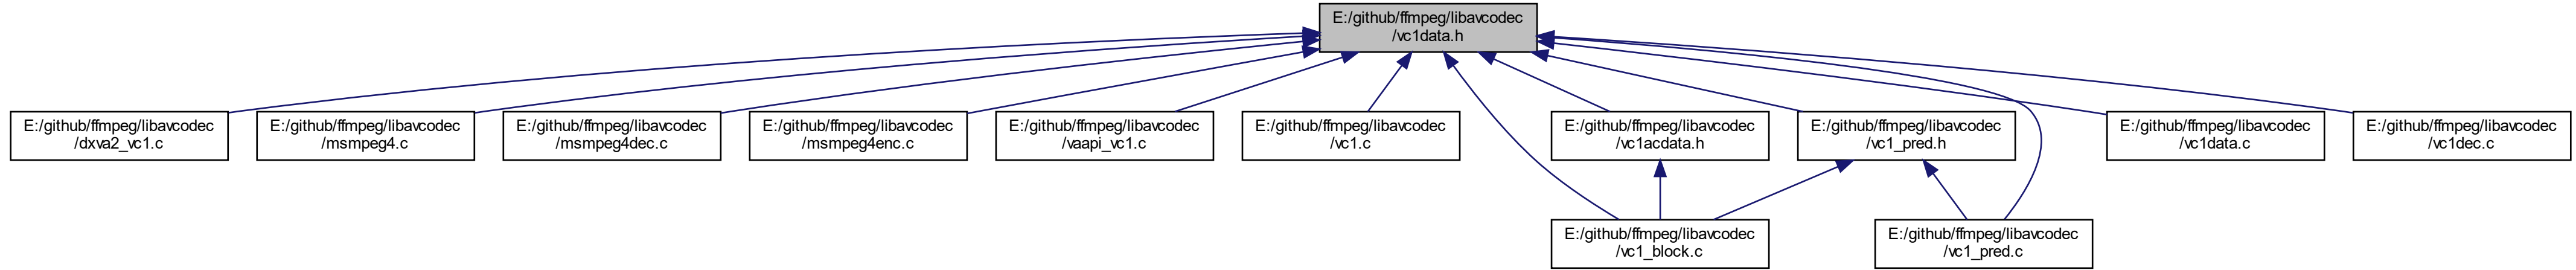 E:/github/ffmpeg/libavcodec
/vc1data.h
E:/github/ffmpeg/libavcodec
/dxva2_vc1.c
E:/github/ffmpeg/libavcodec
/msmpeg4.c
E:/github/ffmpeg/libavcodec
/msmpeg4dec.c
E:/github/ffmpeg/libavcodec
/msmpeg4enc.c
E:/github/ffmpeg/libavcodec
/vaapi_vc1.c
E:/github/ffmpeg/libavcodec
/vc1.c
E:/github/ffmpeg/libavcodec
/vc1acdata.h
E:/github/ffmpeg/libavcodec
/vc1_pred.h
E:/github/ffmpeg/libavcodec
/vc1data.c
E:/github/ffmpeg/libavcodec
/vc1dec.c
E:/github/ffmpeg/libavcodec
/vc1_block.c
E:/github/ffmpeg/libavcodec
/vc1_pred.c